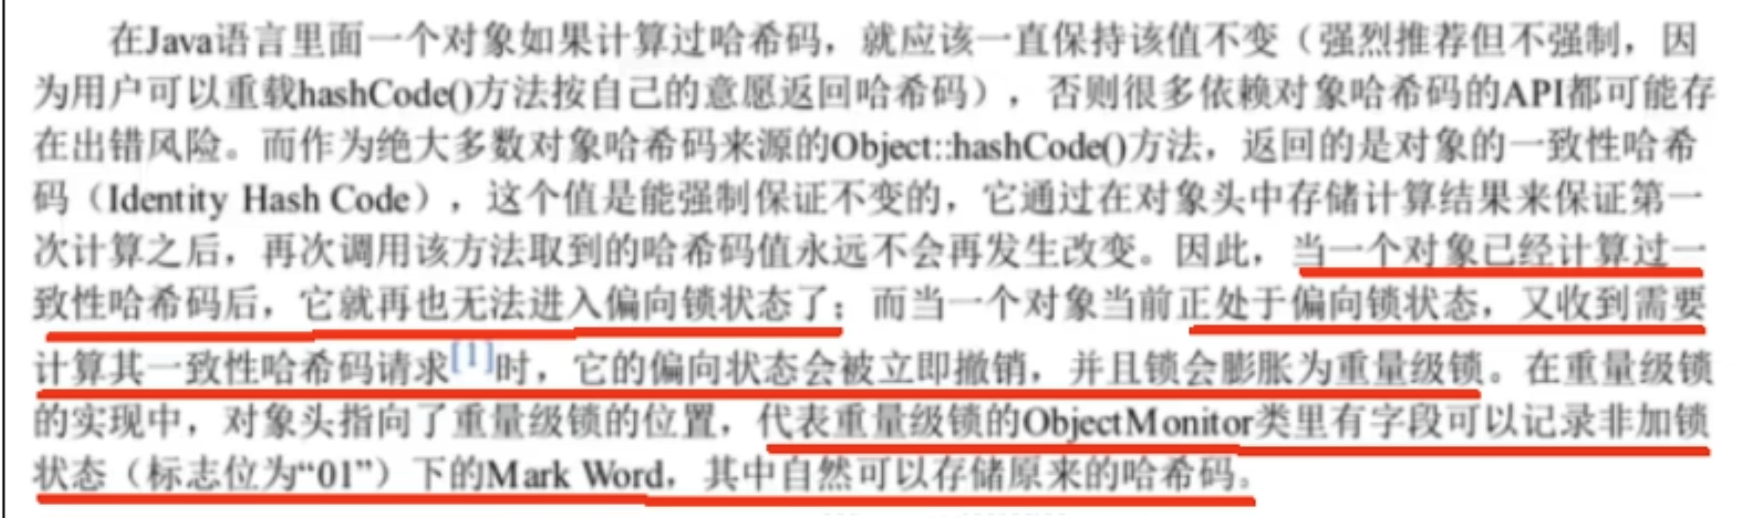 在Java语言里面一个对象如果计算过哈希码，就应该一直保持该值不变（强烈推荐但不强制，因
为用户可以重载hashCode()方法按自己的意愿返回哈希码），否则很多依赖对象哈希码的API都可能存
在出错风险。而作为绝大多数对象哈希码来源的Object::hashCode()方法，返回的是对象的一致性哈希
码（Identity Hash Code），这个值是能强制保证不变的，它通过在对象头中存储计算结果来保证第一
次计算之后，再次调用该方法取到的哈希码值永远不会再发生改变。因此，当一个对象已经计算过一
致性哈希码后，它就再也无法进入偏向锁状态了；而当一个对象当前正处于偏向锁状态，又收到需要
计算其一致性哈希码请求[1]时，它的偏向状态会被立即撤销，并且锁会膨胀为重量级锁。在重量级锁
的实现中，对象头指向了重量级锁的位置，代表重量级锁的ObjectMonitor类里有字段可以记录非加锁
状态（标志位为“01”）下的Mark Word，其中自然可以存储原来的哈希码。